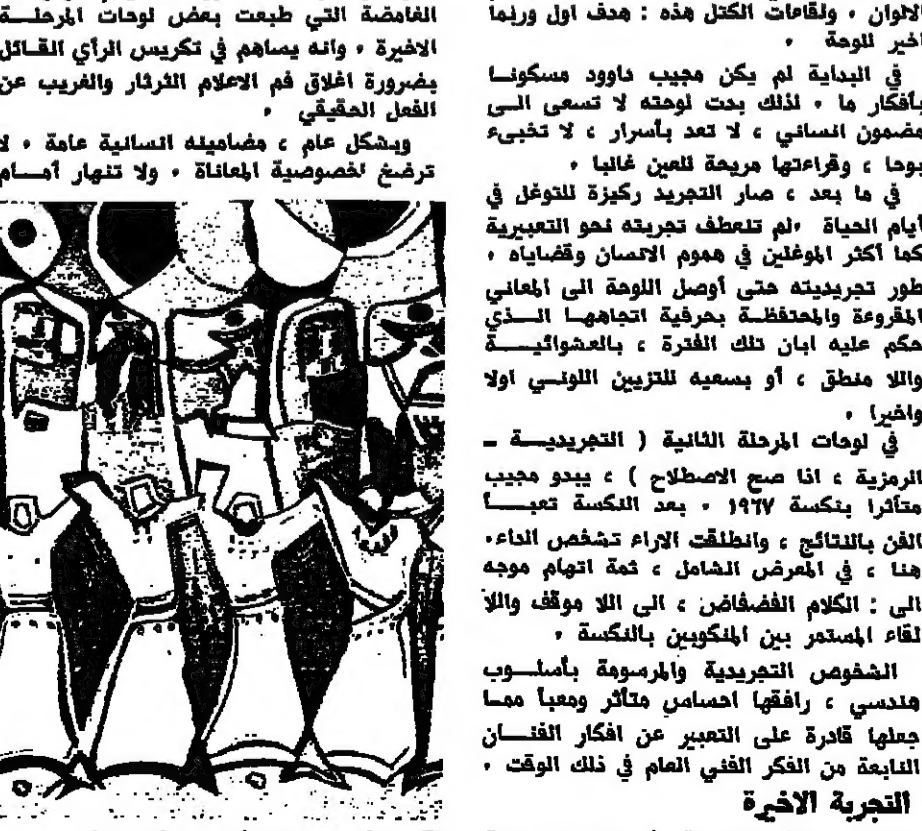 الالوان ، ولقاءات الكتل هذه : هدف اول وربما
اخير للوحة ،
في البداية لم يكن مجيب داوود مسكونا
بأفكار ما ، لذلك بدت لوحته لا تسعى الى
مضمون انساني ، لا تعد بأسرار ، لا تخبىء
بوحا ، وقراءتها مريحة للعين غالبا ،
في ما بعد ، صار التجريد ركيزة للتوغل في
ايام الحياة ،لم تنعطف تجربته نحو التعبيرية
كما أكثر الموغلين في هموم الانسان وقضاياه ،
طور تجريديته حتى أوصل اللوحة الى المعاني
المقروءة والمحتفظة بحرفية اتجاهها الذي
حكم عليه ابان تلك الفترة ، بالعشوائية
واللا منطق ، أو بسعيه للتزيين اللوني اولا
واخيرا ،
في لوحات المرحلة الثانية ( التجريدية ـ
الرمزية ، اذا صح الاصطلاح ) ، يبدو مجيب
متأثرا بنكسة ١٩٦٧ ، بعد النكسة تعبأ
الفن بالنتائج ، وانطلقت الاراء تشخص الداء،
هنا ، في المعرض الشامل ، ثمة اتهام موجه
الى : الكلام الفضفاض ، الى اللا موقف واللا
لقاء المستمر بين المنكوبين بالنكسة ،
الشخوص التجريدية والمرسومة بأسلوب
هندسي ، رافقها احساس متأثر ومعبأ مما
جعلها قادرة على التعبير عن افكار الفنان
النابعة من الفكر الفني العام في ذلك الوقت ،
التجربة الاخيرة
الغامضة التي طبعت بعض لوحات المرحلة
الاخيرة ، وانه يساهم في تكريس الرأي القائل
بضرورة اغلاق فم الاعلام الثرثار والغريب عن
الفعل الحقيقي ،
وبشكل عام ، مضامينه انسانية عامة ، لا
ترضخ لخصوصية المعاناة ، ولا تنهار أمام